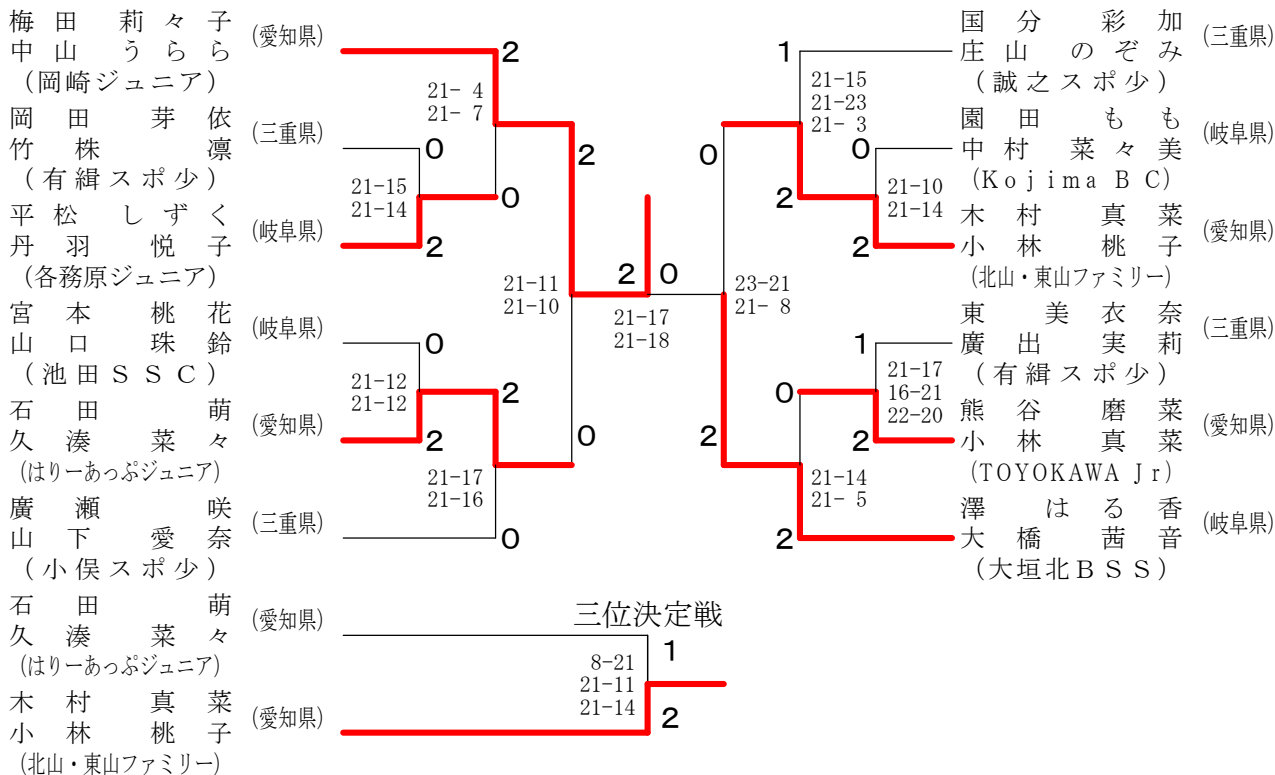 梅田 莉々子
中山 うらら
(愛知県)
(岡崎ジュニア)
岡田 芽依
竹株 凛
(三重県)
(有緝スポ少)
平松 しずく
丹羽 悦子
(岐阜県)
(各務原ジュニア)
宮本 桃花
山口 珠鈴
(岐阜県)
(池田SSC)
石田 萌
久湊 菜々
(愛知県)
(はりーあっぷジュニア)
廣瀬 咲
山下 愛奈
(三重県)
(小俣スポ少)
2
21- 4
21- 7
0
0
21-15
21-14
2
2
21-11
21-10
0
21-12
21-12
2
2
0
21-17
21-16
0
2 0
21-17
21-18
国分 彩加
庄山 のぞみ
(三重県)
(誠之スポ少)
園田 もも
中村 菜々美
(岐阜県)
(Kojima BC)
木村 真菜
小林 桃子
(愛知県)
(北山・東山ファミリー)
東 美衣奈
廣出 実莉
(三重県)
(有緝スポ少)
熊谷 磨菜
小林 真菜
(愛知県)
(TOYOKAWA Jr)
澤 はる香
大橋 茜音
(岐阜県)
(大垣北BSS)
1
21-15
21-23
21- 3
0
0
2
21-10
21-14
2
23-21
21- 8
1
0
21-17
16-21
22-20
2
2
21-14
21- 5
2
三位決定戦
石田 萌
久湊 菜々
(愛知県)
(はりーあっぷジュニア)
木村 真菜
小林 桃子
(愛知県)
(北山・東山ファミリー)
1
8-21
21-11
21-14
2